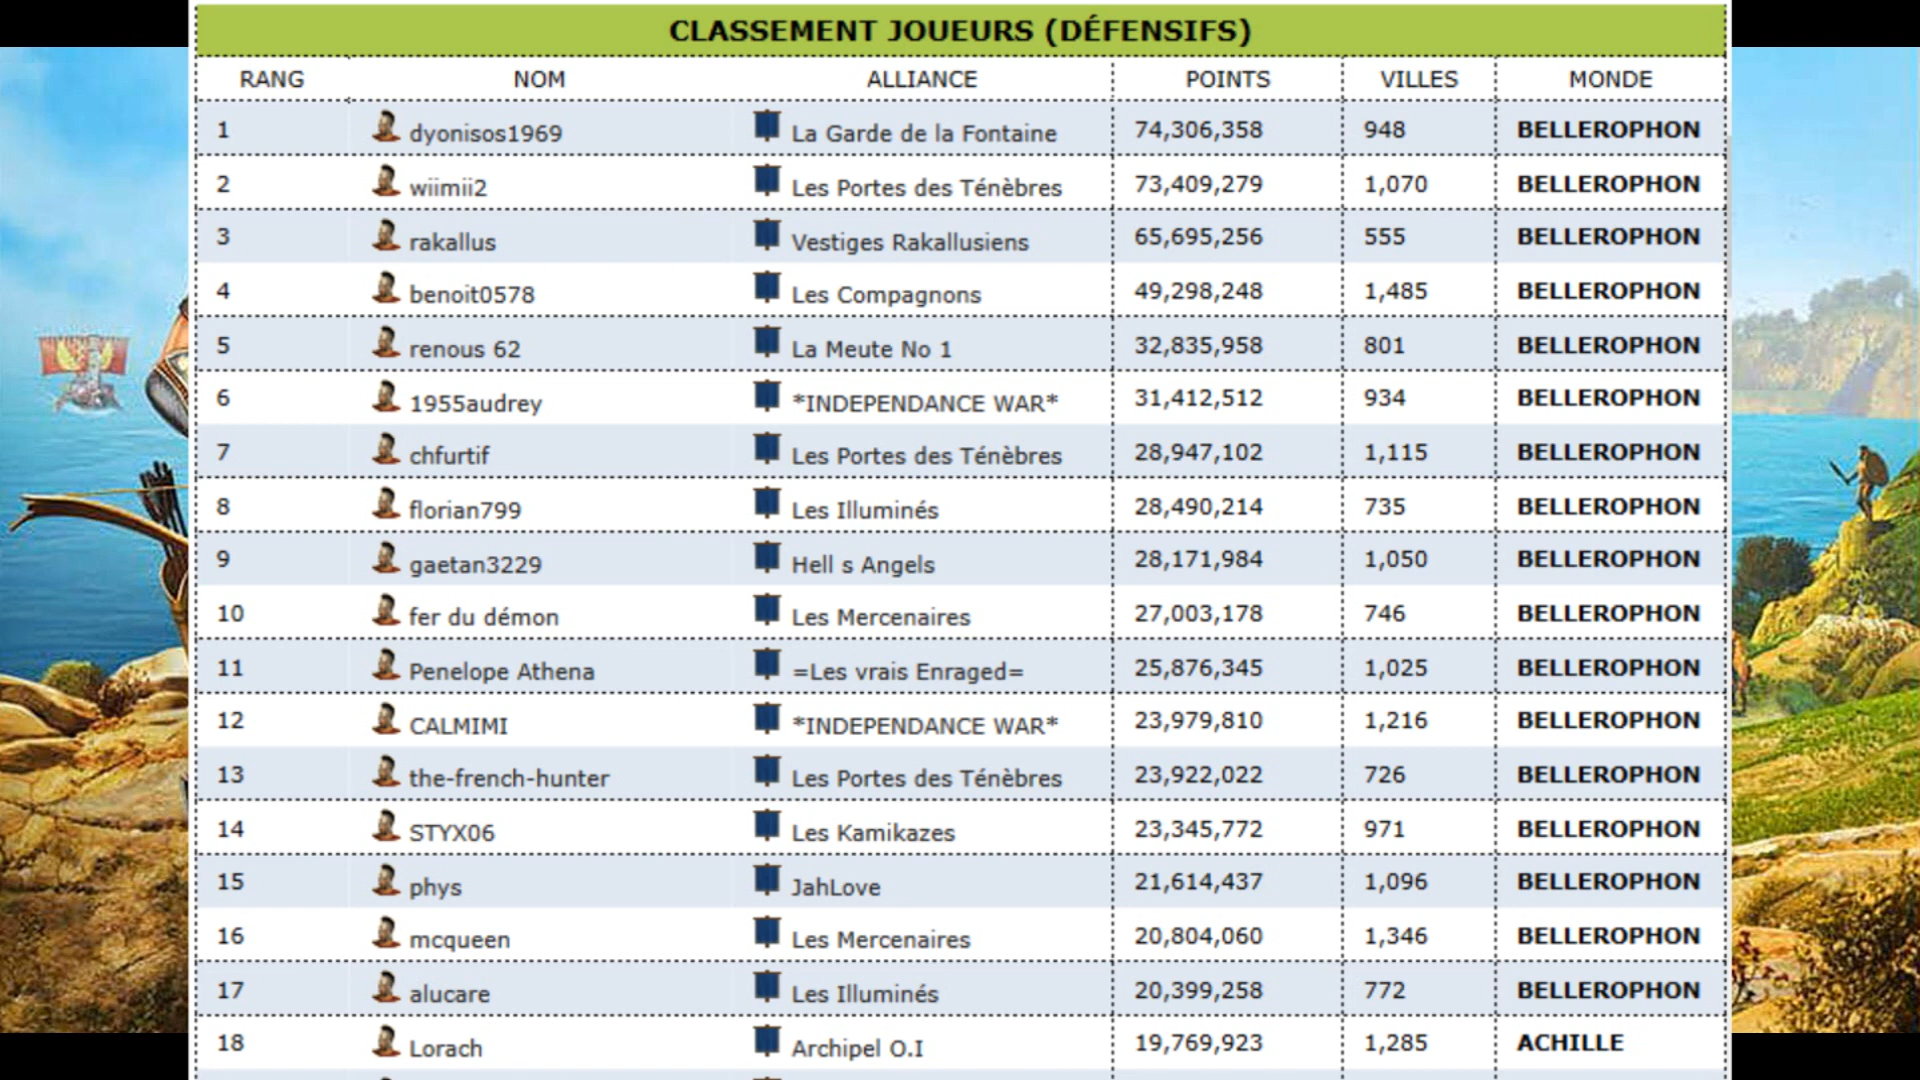 CLASSEMENT JOUEURS (DÉFENSIFS)
RANG NOM ALLIANCE POINTS VILLES MONDE
1 dyonisos1969 La Garde de la Fontaine 74,306,358 948 BELLEROPHON
2 wiimii2 Les Portes des Ténèbres 73,409,279 1,070 BELLEROPHON
3 rakallus Vestiges Rakallusiens 65,695,256 555 BELLEROPHON
4 benoit0578 Les Compagnons 49,298,248 1,485 BELLEROPHON
5 renous 62 La Meute No 1 32,835,958 801 BELLEROPHON
6 1955audrey *INDEPENDANCE WAR* 31,412,512 934 BELLEROPHON
7 chfurtif Les Portes des Ténèbres 28,947,102 1,115 BELLEROPHON
8 florian799 Les Illuminés 28,490,214 735 BELLEROPHON
9 gaetan3229 Hell s Angels 28,171,984 1,050 BELLEROPHON
10 fer du démon Les Mercenaires 27,003,178 746 BELLEROPHON
11 Penelope Athena =Les vrais Enraged= 25,876,345 1,025 BELLEROPHON
12 CALMIMI *INDEPENDANCE WAR* 23,979,810 1,216 BELLEROPHON
13 the-french-hunter Les Portes des Ténèbres 23,922,022 726 BELLEROPHON
14 STYX06 Les Kamikazes 23,345,772 971 BELLEROPHON
15 phys JahLove 21,614,437 1,096 BELLEROPHON
16 mcqueen Les Mercenaires 20,804,060 1,346 BELLEROPHON
17 alucare Les Illuminés 20,399,258 772 BELLEROPHON
18 Lorach Archipel O.I 19,769,923 1,285 ACHILLE